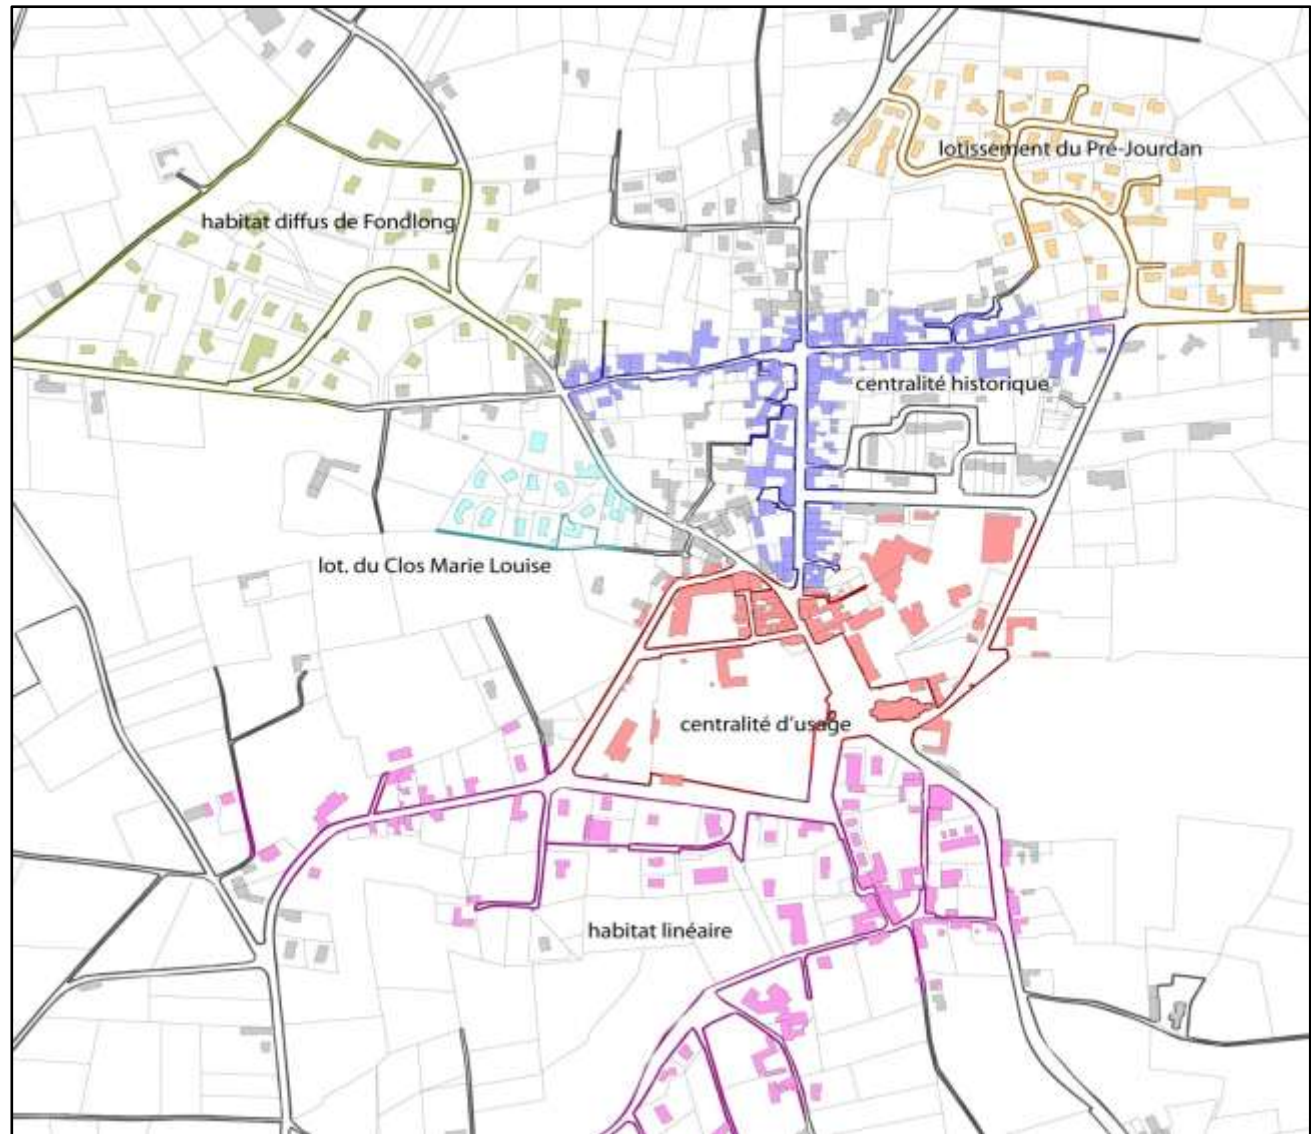 lotissement du Pré-Jourdan
habitat diffus de Fondlong
centralité historique
lot. du Clos Marie Louise
centralité d'usage
habitat linéaire